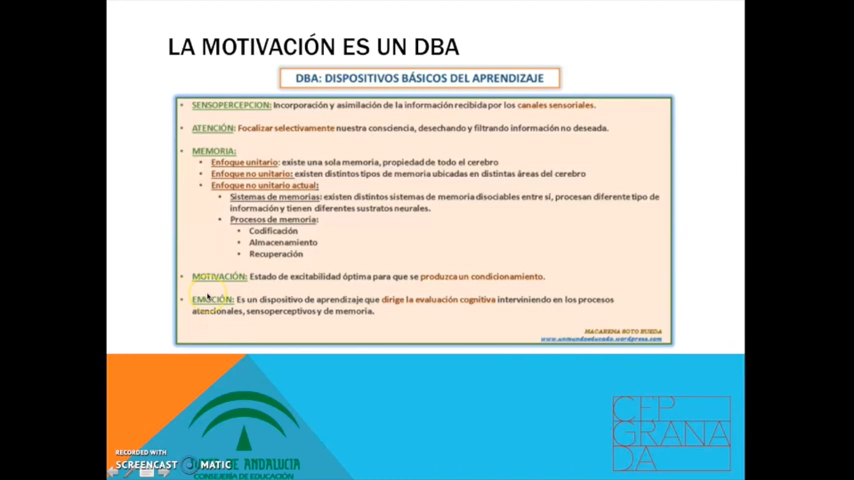 LA MOTIVACIÓN ES UN DBA
DBA: DISPOSITIVOS BÁSICOS DEL APRENDIZAJE
• SENSOPERCEPCION: Incorporación y asimilación de la información recibida por los canales sensoriales.
• ATENCIÓN: Focalizar selectivamente nuestra consciencia, desechando y filtrando información no deseada.
• MEMORIA:
• Enfoque unitario: existe una sola memoria, propiedad de todo el cerebro
• Enfoque no unitario: existen distintos tipos de memoria ubicadas en distintas áreas del cerebro
• Enfoque no unitario actual:
• Sistemas de memorias: existen distintos sistemas de memoria disociables entre sí, procesan diferente tipo de
información y tienen diferentes sustratos neurales.
• Procesos de memoria:
• Codificación
• Almacenamiento
• Recuperación
• MOTIVACIÓN: Estado de excitabilidad óptima para que se produzca un condicionamiento.
• EMOCIÓN: Es un dispositivo de aprendizaje que dirige la evaluación cognitiva interviniendo en los procesos
atencionales, sensoperceptivos y de memoria.
MACARENA SOTO RUEDA
www.unmundoeducado.wordpress.com
CEP
GRANA
DA
RECORDED WITH
SCREENCAST MATIC
DE ANDALUCIA
CONSEJERÍA DE EDUCACIÓN